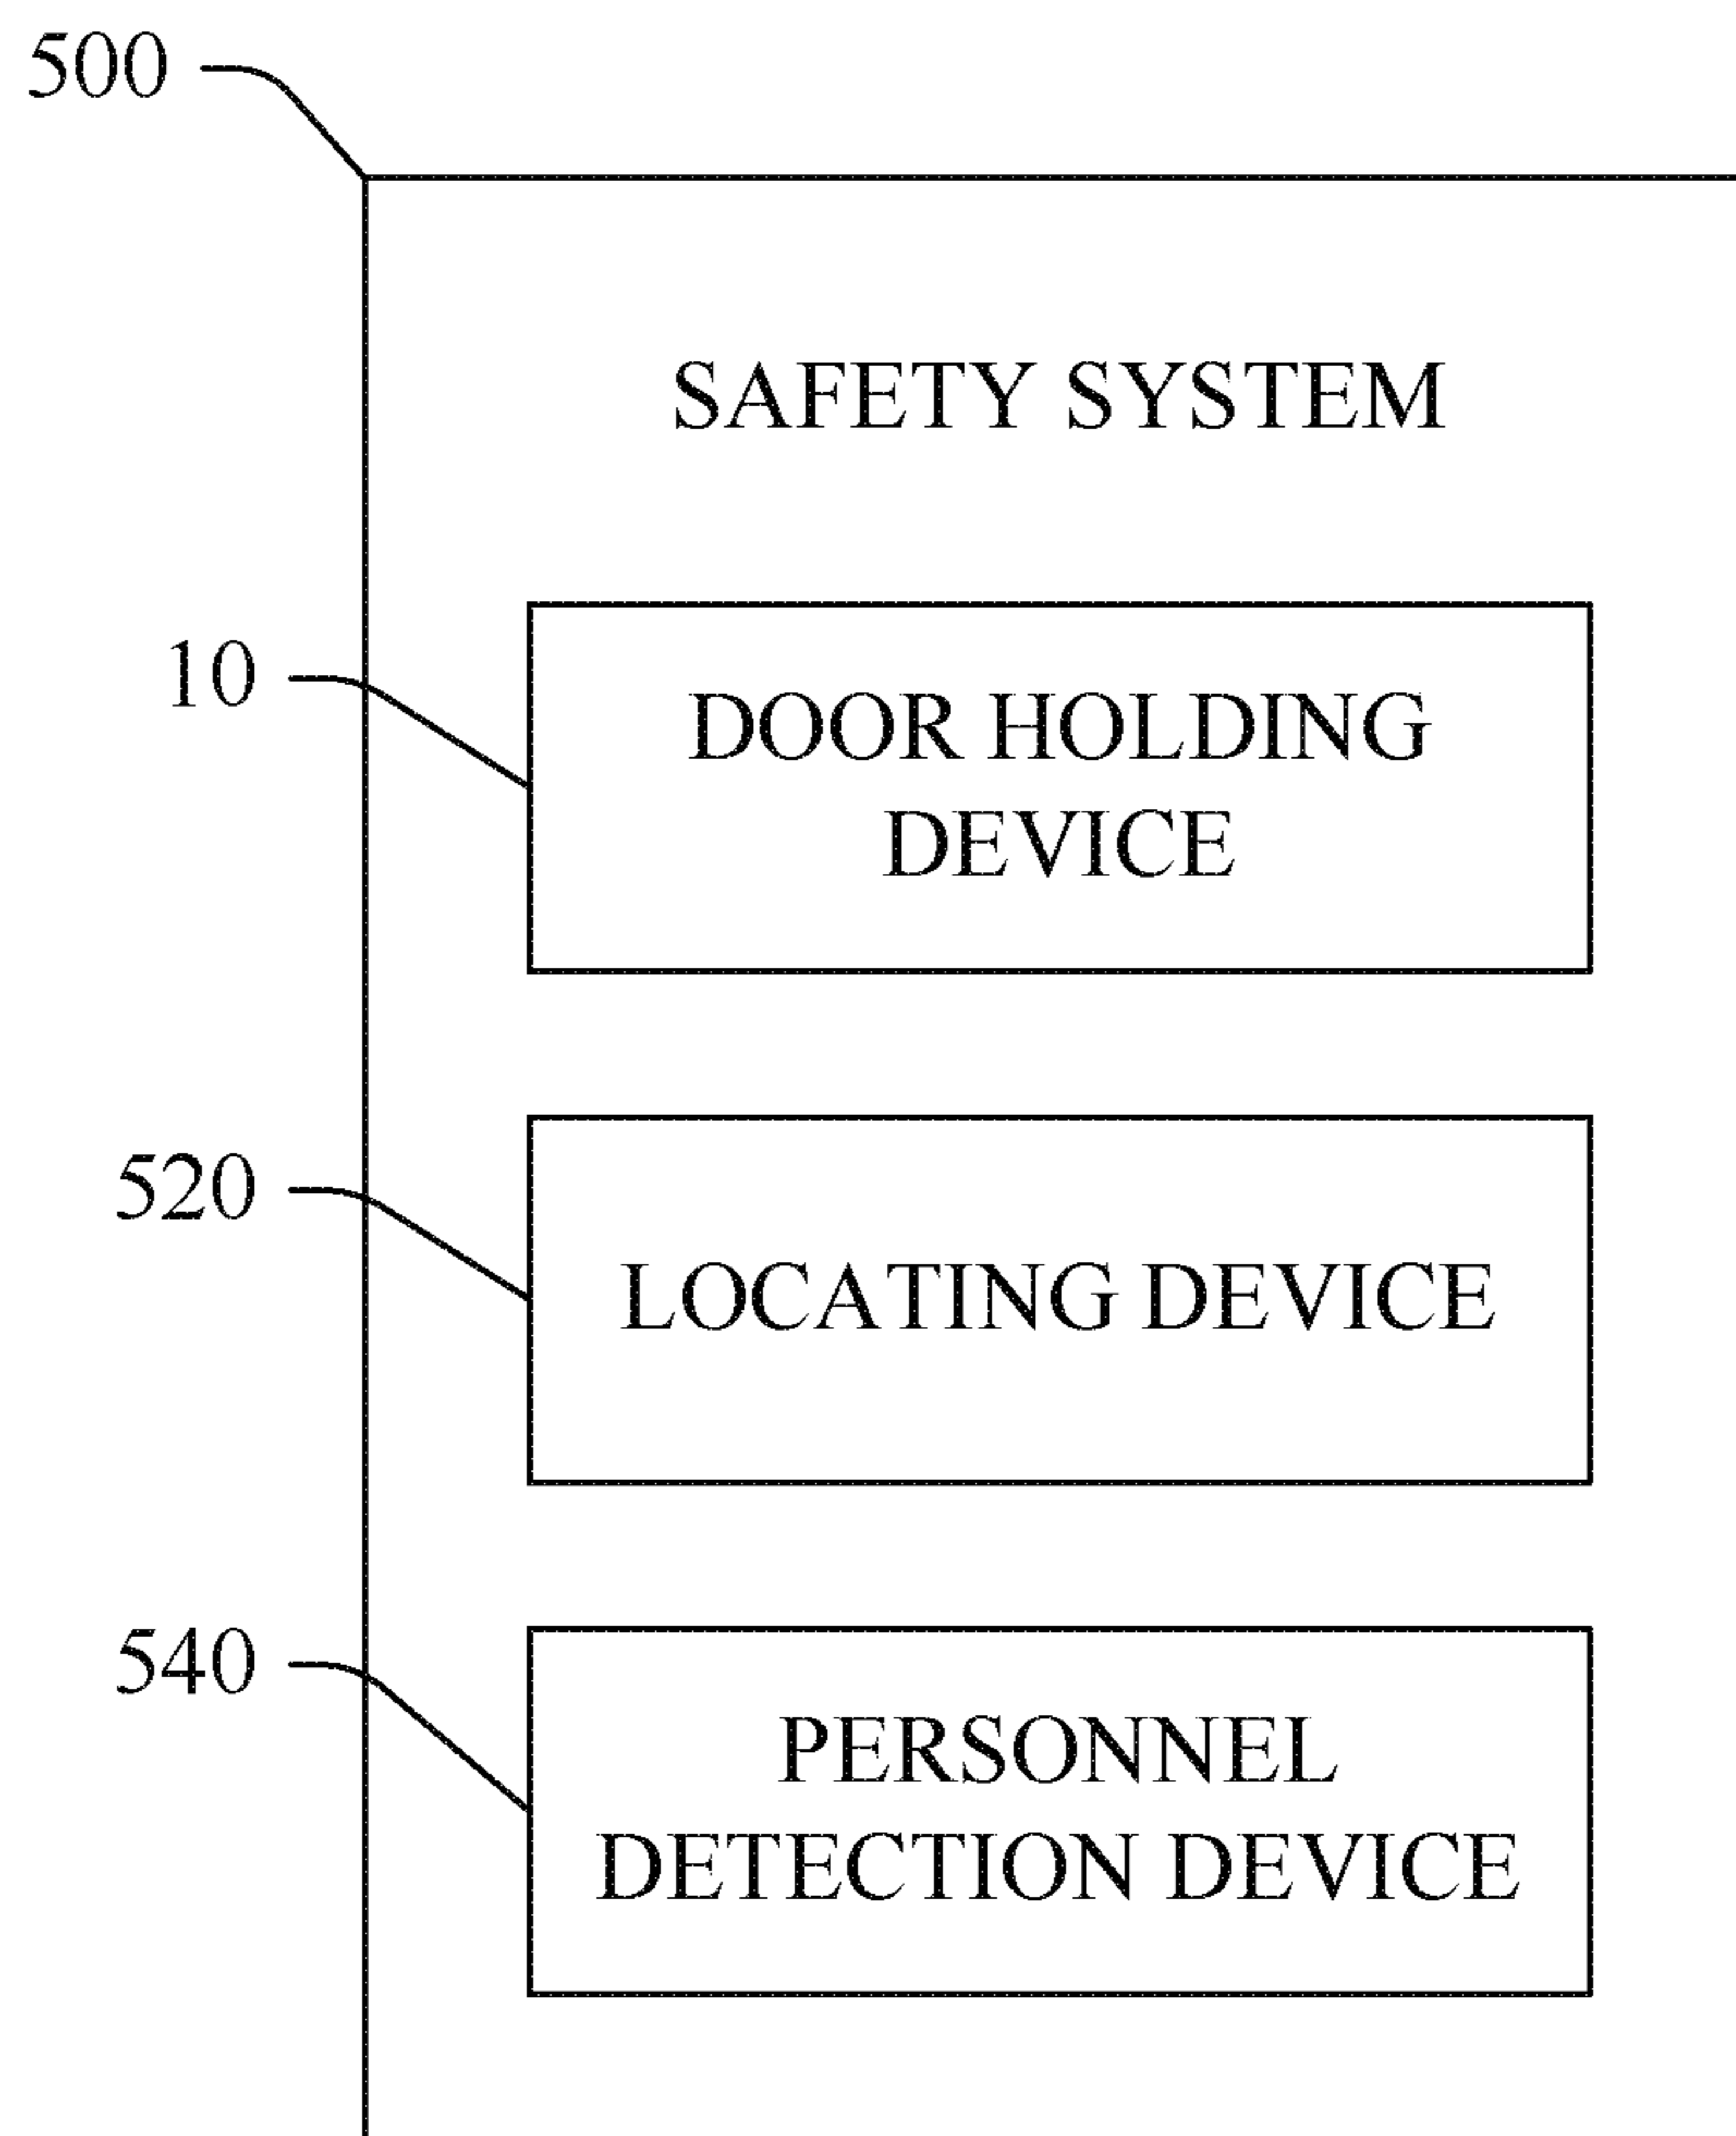 500
SAFETY SYSTEM
10
DOOR HOLDING
DEVICE
520
LOCATING DEVICE
540
PERSONNEL
DETECTION DEVICE